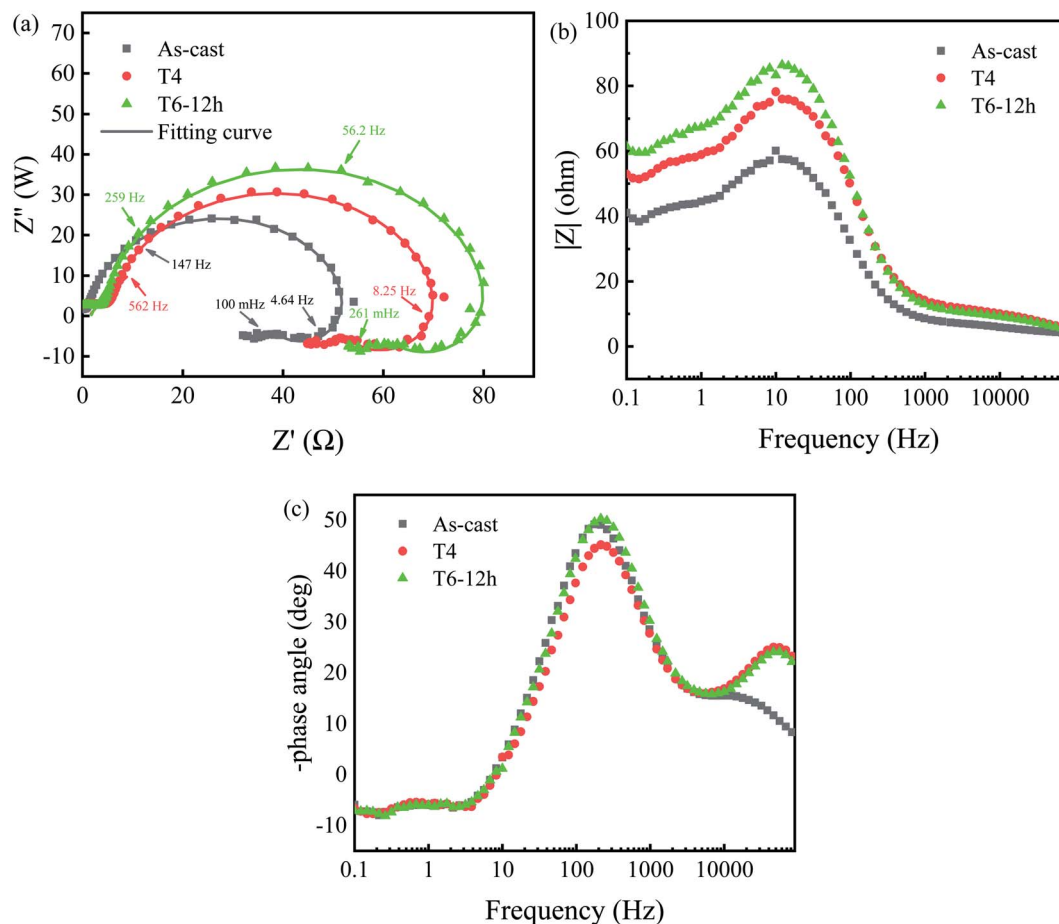 (a)
As-cast
T4
T6-12h
Fitting curve
56.2 Hz
259 Hz
147 Hz
562 Hz
100 mHz
4.64 Hz
261 mHz
8.25 Hz
70
60
50
40
30
20
10
0
-10
Z" (W)
0
20
40
60
80
Z' (Ω)
(b)
As-cast
T4
T6-12h
100
80
60
40
20
0
|Z| (ohm)
0.1
1
10
100
1000
10000
Frequency (Hz)
(c)
As-cast
T4
T6-12h
50
40
30
20
10
0
-10
-phase angle (deg)
0.1
1
10
100
1000
10000
Frequency (Hz)